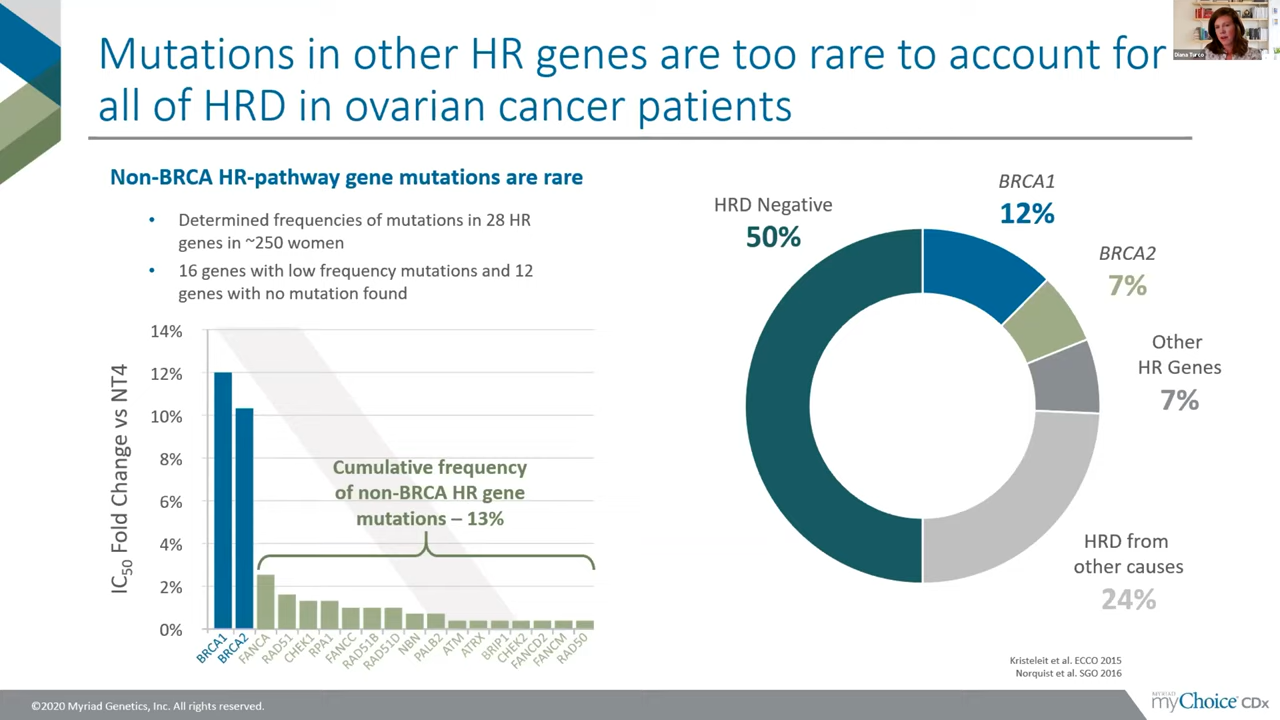 Mutations in other HR genes are too rare to account for
all of HRD in ovarian cancer patients
Diana Turco
Non-BRCA HR-pathway gene mutations are rare
• Determined frequencies of mutations in 28 HR
genes in ~250 women
• 16 genes with low frequency mutations and 12
genes with no mutation found
IC50 Fold Change vs NT4
14%
12%
10%
8%
6%
4%
2%
0%
Cumulative frequency
of non-BRCA HR gene
mutations – 13%
BRCA1
BRCA2
FANCA
RAD51
CHEK1
RPA1
FANCC
RAD51B
RAD51D
NBN
PALB2
ATM
ATRX
BRIP1
CHEK2
FANCD2
FANCM
RAD50
HRD Negative
50%
BRCA1
12%
BRCA2
7%
Other
HR Genes
7%
HRD from
other causes
24%
Kristeleit et al. ECCO 2015
Norquist et al. SGO 2016
©2020 Myriad Genetics, Inc. All rights reserved.
MYRIAD
myChoice CDx